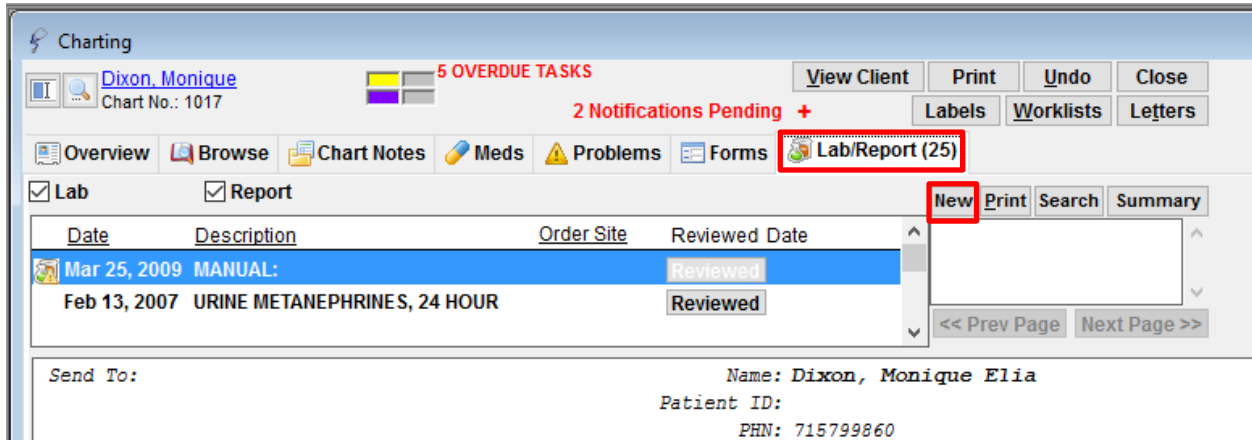 Charting
Dixon, Monique
Chart No.: 1017
5 OVERDUE TASKS
2 Notifications Pending +
View Client Print Undo Close
Labels Worklists Letters
Overview Browse Chart Notes Meds Problems Forms Lab/Report (25)
Lab Report
New Print Search Summary
Date Description Order Site Reviewed Date
Mar 25, 2009 MANUAL: Reviewed
Feb 13, 2007 URINE METANEPHRINES, 24 HOUR Reviewed
<< Prev Page Next Page >>
Send To: Name: Dixon, Monique Elia
Patient ID:
PHN: 715799860